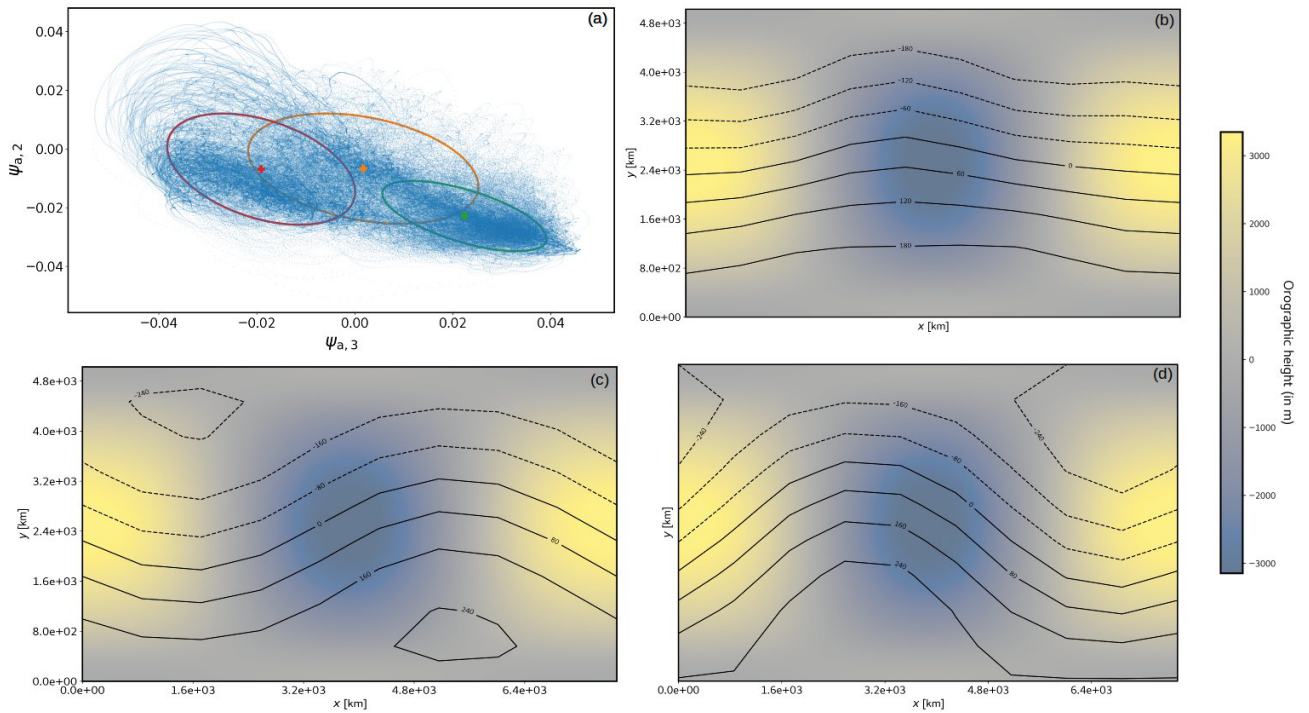 (a)
0.04
0.02
0.00
−0.02
−0.04
ψa, 2
−0.04
−0.02
0.00
0.02
0.04
ψa, 3
(b)
4.8e+03
4.0e+03
3.2e+03
2.4e+03
1.6e+03
8.0e+02
0.0e+00
y [km]
x [km]
-180
-120
-60
0
60
120
180
3000
2000
1000
0
−1000
−2000
−3000
Orographic height (in m)
(c)
4.8e+03
4.0e+03
3.2e+03
2.4e+03
1.6e+03
8.0e+02
0.0e+00
y [km]
-240
-160
-80
0
80
160
240
0.0e+00
1.6e+03
3.2e+03
4.8e+03
6.4e+03
x [km]
(d)
y [km]
-240
-160
-240
-80
0
160
80
240
0.0e+00
1.6e+03
3.2e+03
4.8e+03
6.4e+03
x [km]